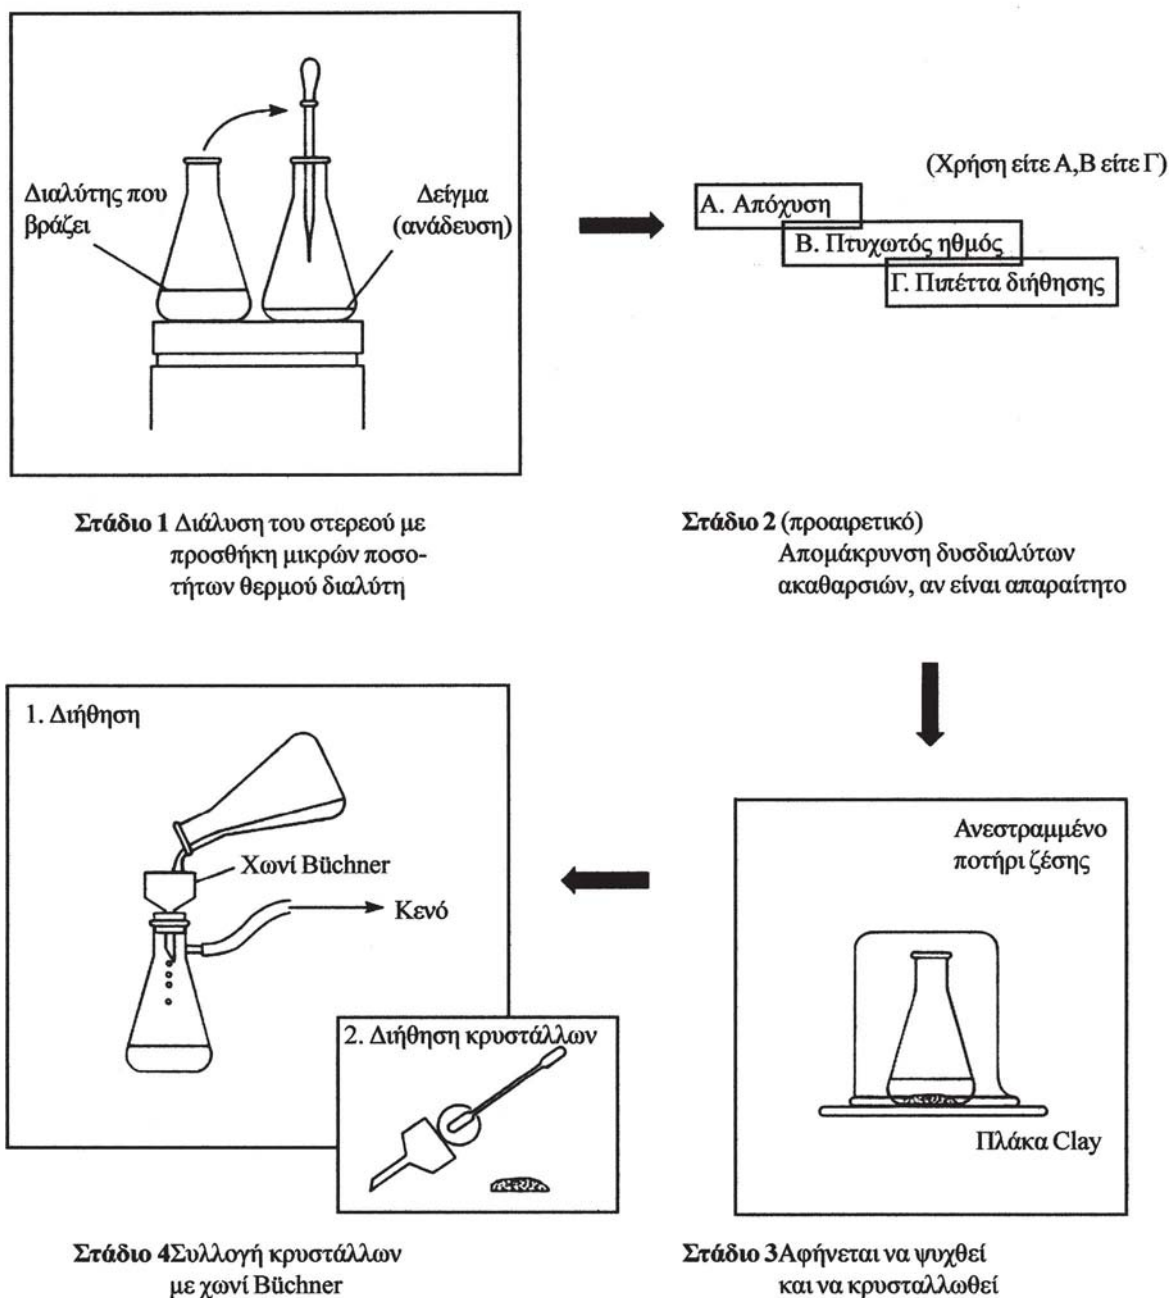 Διαλύτης που
βράζει
Δείγμα
(ανάδευση)
(Χρήση είτε Α,Β είτε Γ)
Α. Απόχυση
Β. Πτυχωτός ηθμός
Γ. Πιπέττα διήθησης
Στάδιο 1 Διάλυση του στερεού με
προσθήκη μικρών ποσο-
τήτων θερμού διαλύτη
Στάδιο 2 (προαιρετικό)
Απομάκρυνση δυσδιαλύτων
ακαθαρσιών, αν είναι απαραίτητο
Ανεστραμμένο
ποτήρι ζέσης
Πλάκα Clay
Στάδιο 3Αφήνεται να ψυχθεί
και να κρυσταλλωθεί
1. Διήθηση
Χωνί Büchner
Κενό
2. Διήθηση κρυστάλλων
Στάδιο 4Συλλογή κρυστάλλων
με χωνί Büchner